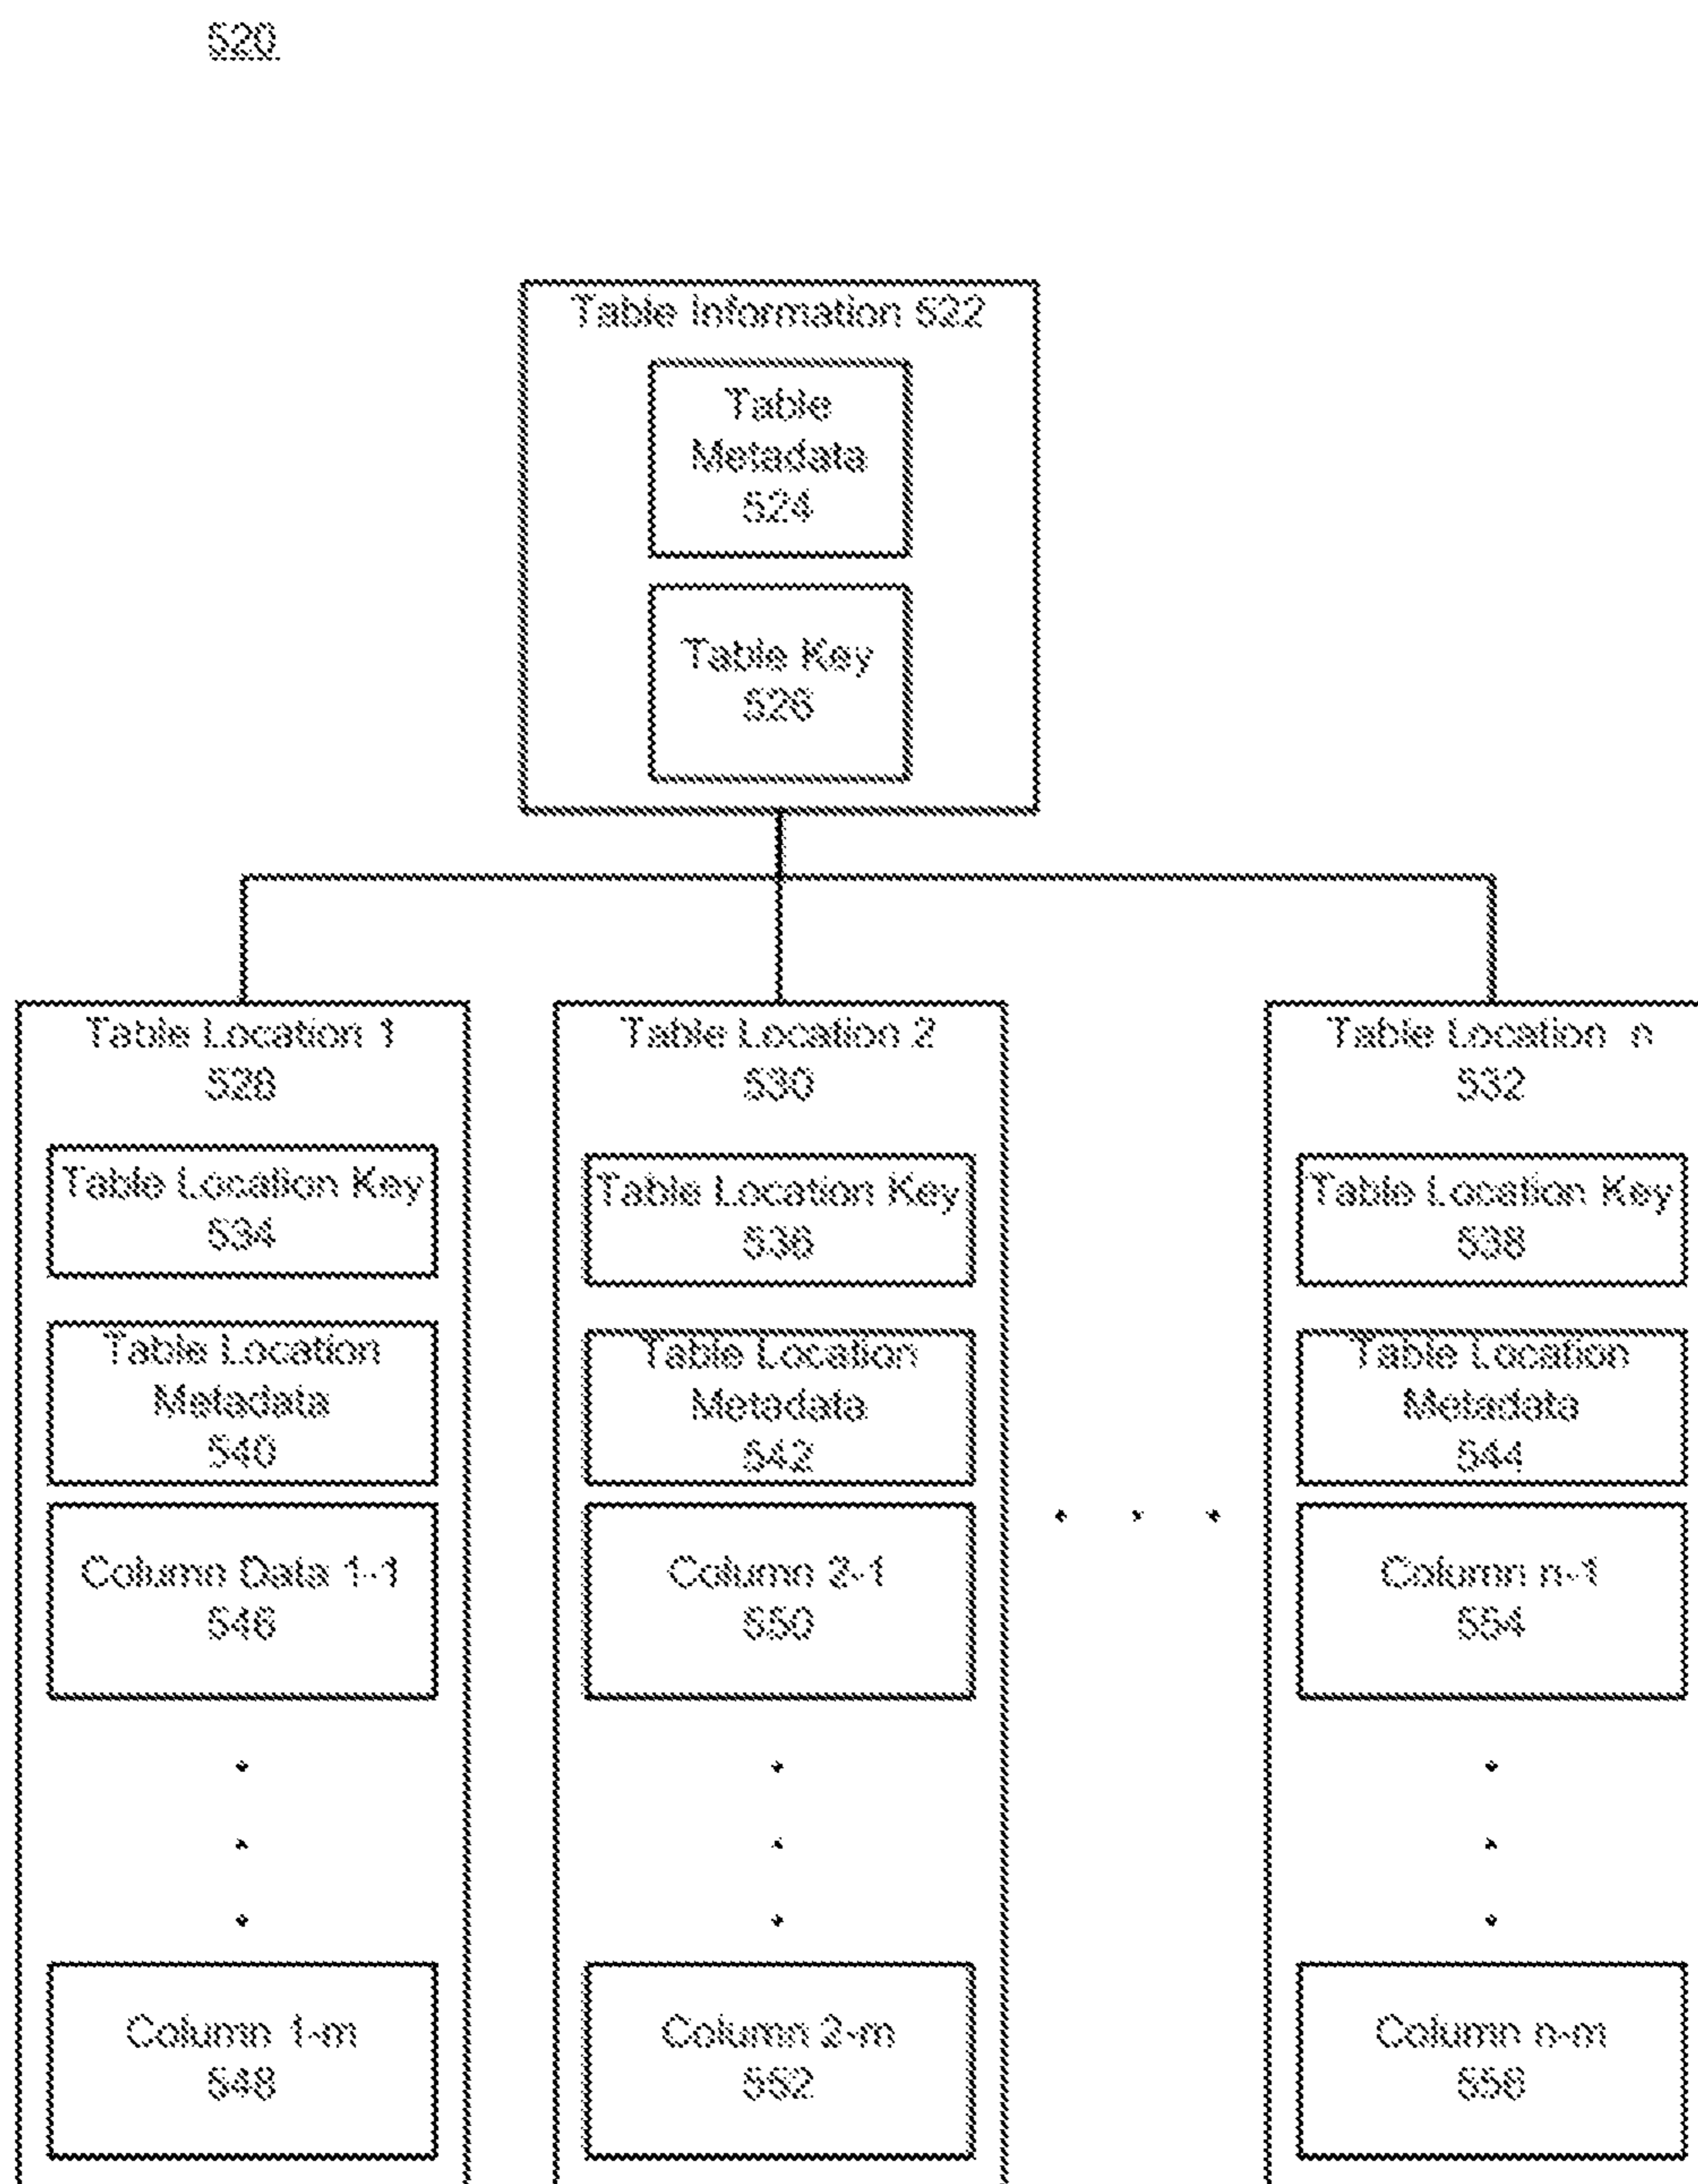 520
Table Information 522
Table
Metadata
524
Table Key
526
Table Location 1
528
Table Location Key
534
Table Location
Metadata
540
Column Data 1-1
546
Column 1-m
548
Table Location 2
530
Table Location Key
536
Table Location
Metadata
542
Column 2-1
550
Column 2-m
552
Table Location n
532
Table Location Key
538
Table Location
Metadata
544
Column n-1
554
Column n-m
556